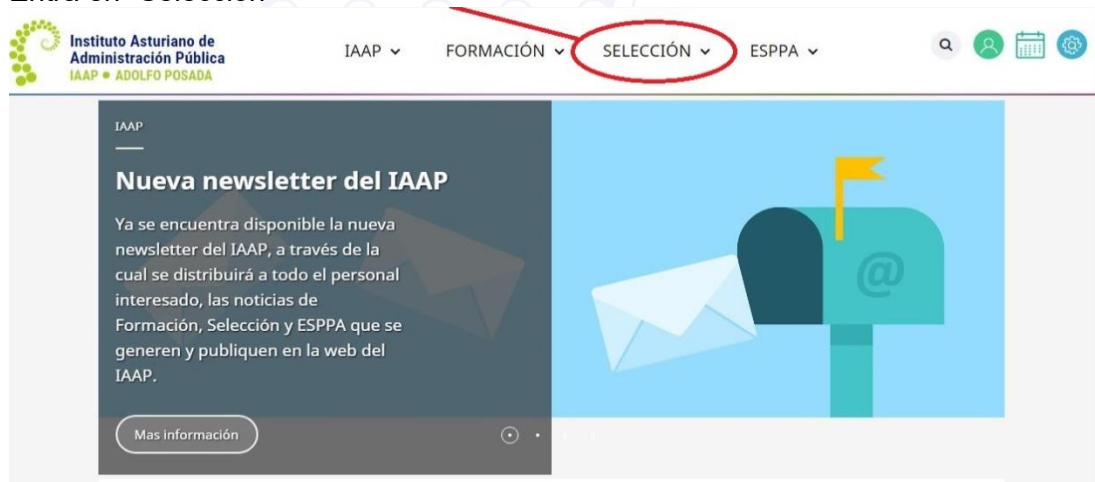 Instituto Asturiano de
Administración Pública
IAAP • ADOLFO POSADA
IAAP
FORMACIÓN
SELECCIÓN
ESPPA
IAAP
Nueva newsletter del IAAP
Ya se encuentra disponible la nueva
newsletter del IAAP, a través de la
cual se distribuirá a todo el personal
interesado, las noticias de
Formación, Selección y ESPPA que se
generen y publiquen en la web del
IAAP.
Mas información
@